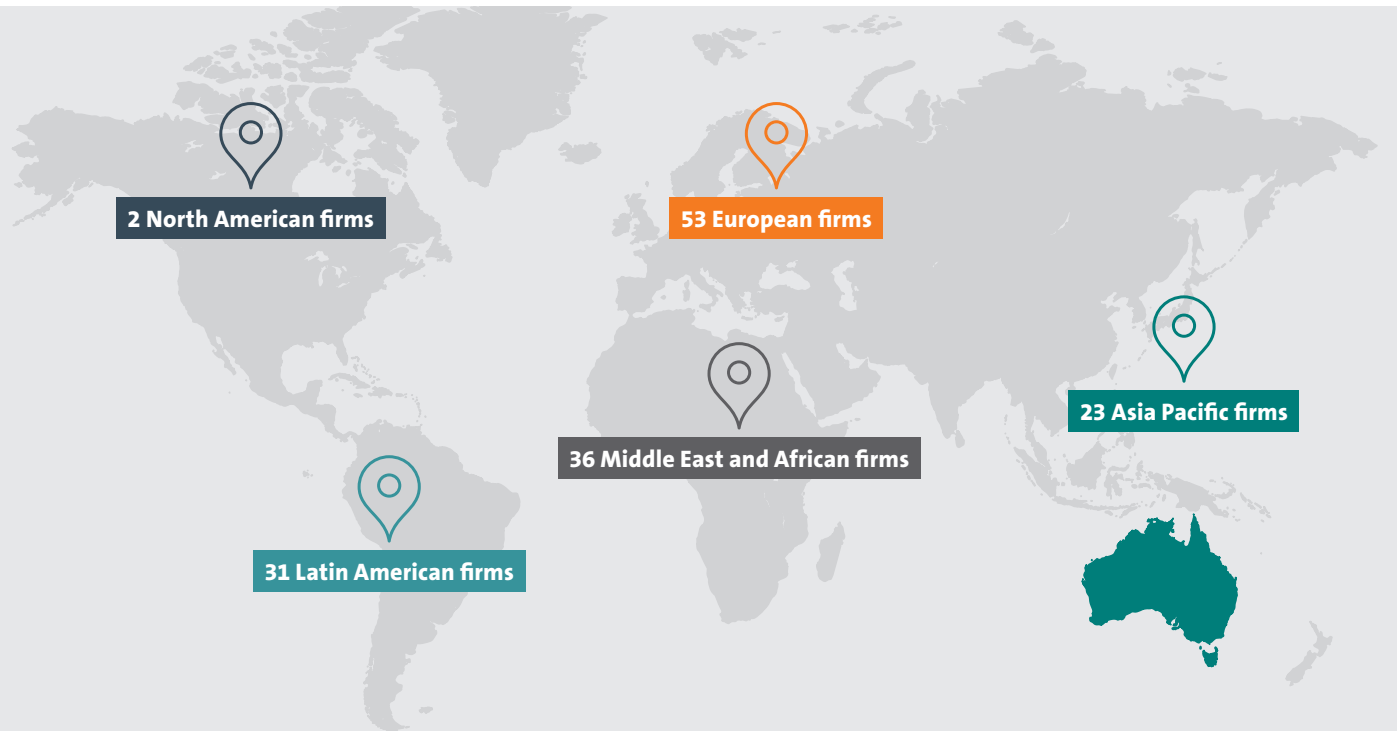 2 North American firms
53 European firms
23 Asia Pacific firms
36 Middle East and African firms
31 Latin American firms